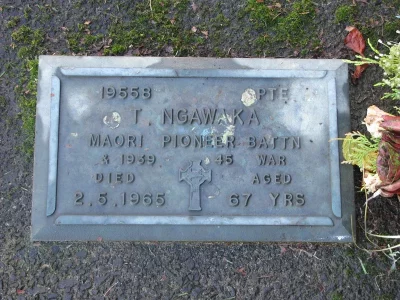 19558 PTE
T. NGAWAKA
MAORI PIONEER BATTN
& 1939 45 WAR
DIED AGED
2.5.1965 67 YRS